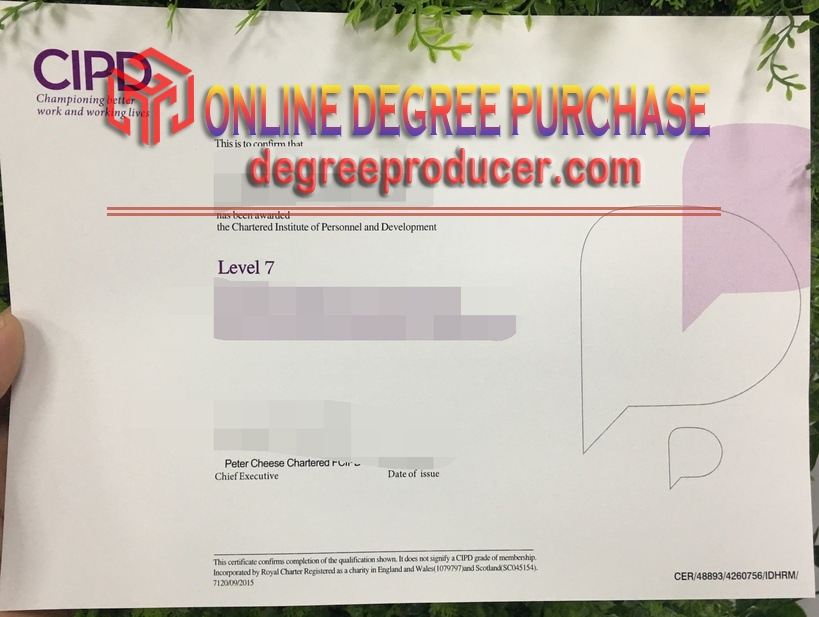 CIPD
Championing better
work and working lives
ONLINE DEGREE PURCHASE
degreeproducer.com
This is to confirm that
has been awarded
the Chartered Institute of Personnel and Development
Level 7
Peter Cheese Chartered FCIPD
Chief Executive
Date of issue
This certificate confirms completion of the qualification shown. It does not signify a CIPD grade of membership.
Incorporated by Royal Charter Registered as a charity in England and Wales(1079797)and Scotland(SC045154).
7120/09/2015
CER/48893/4260756/IDHRM/